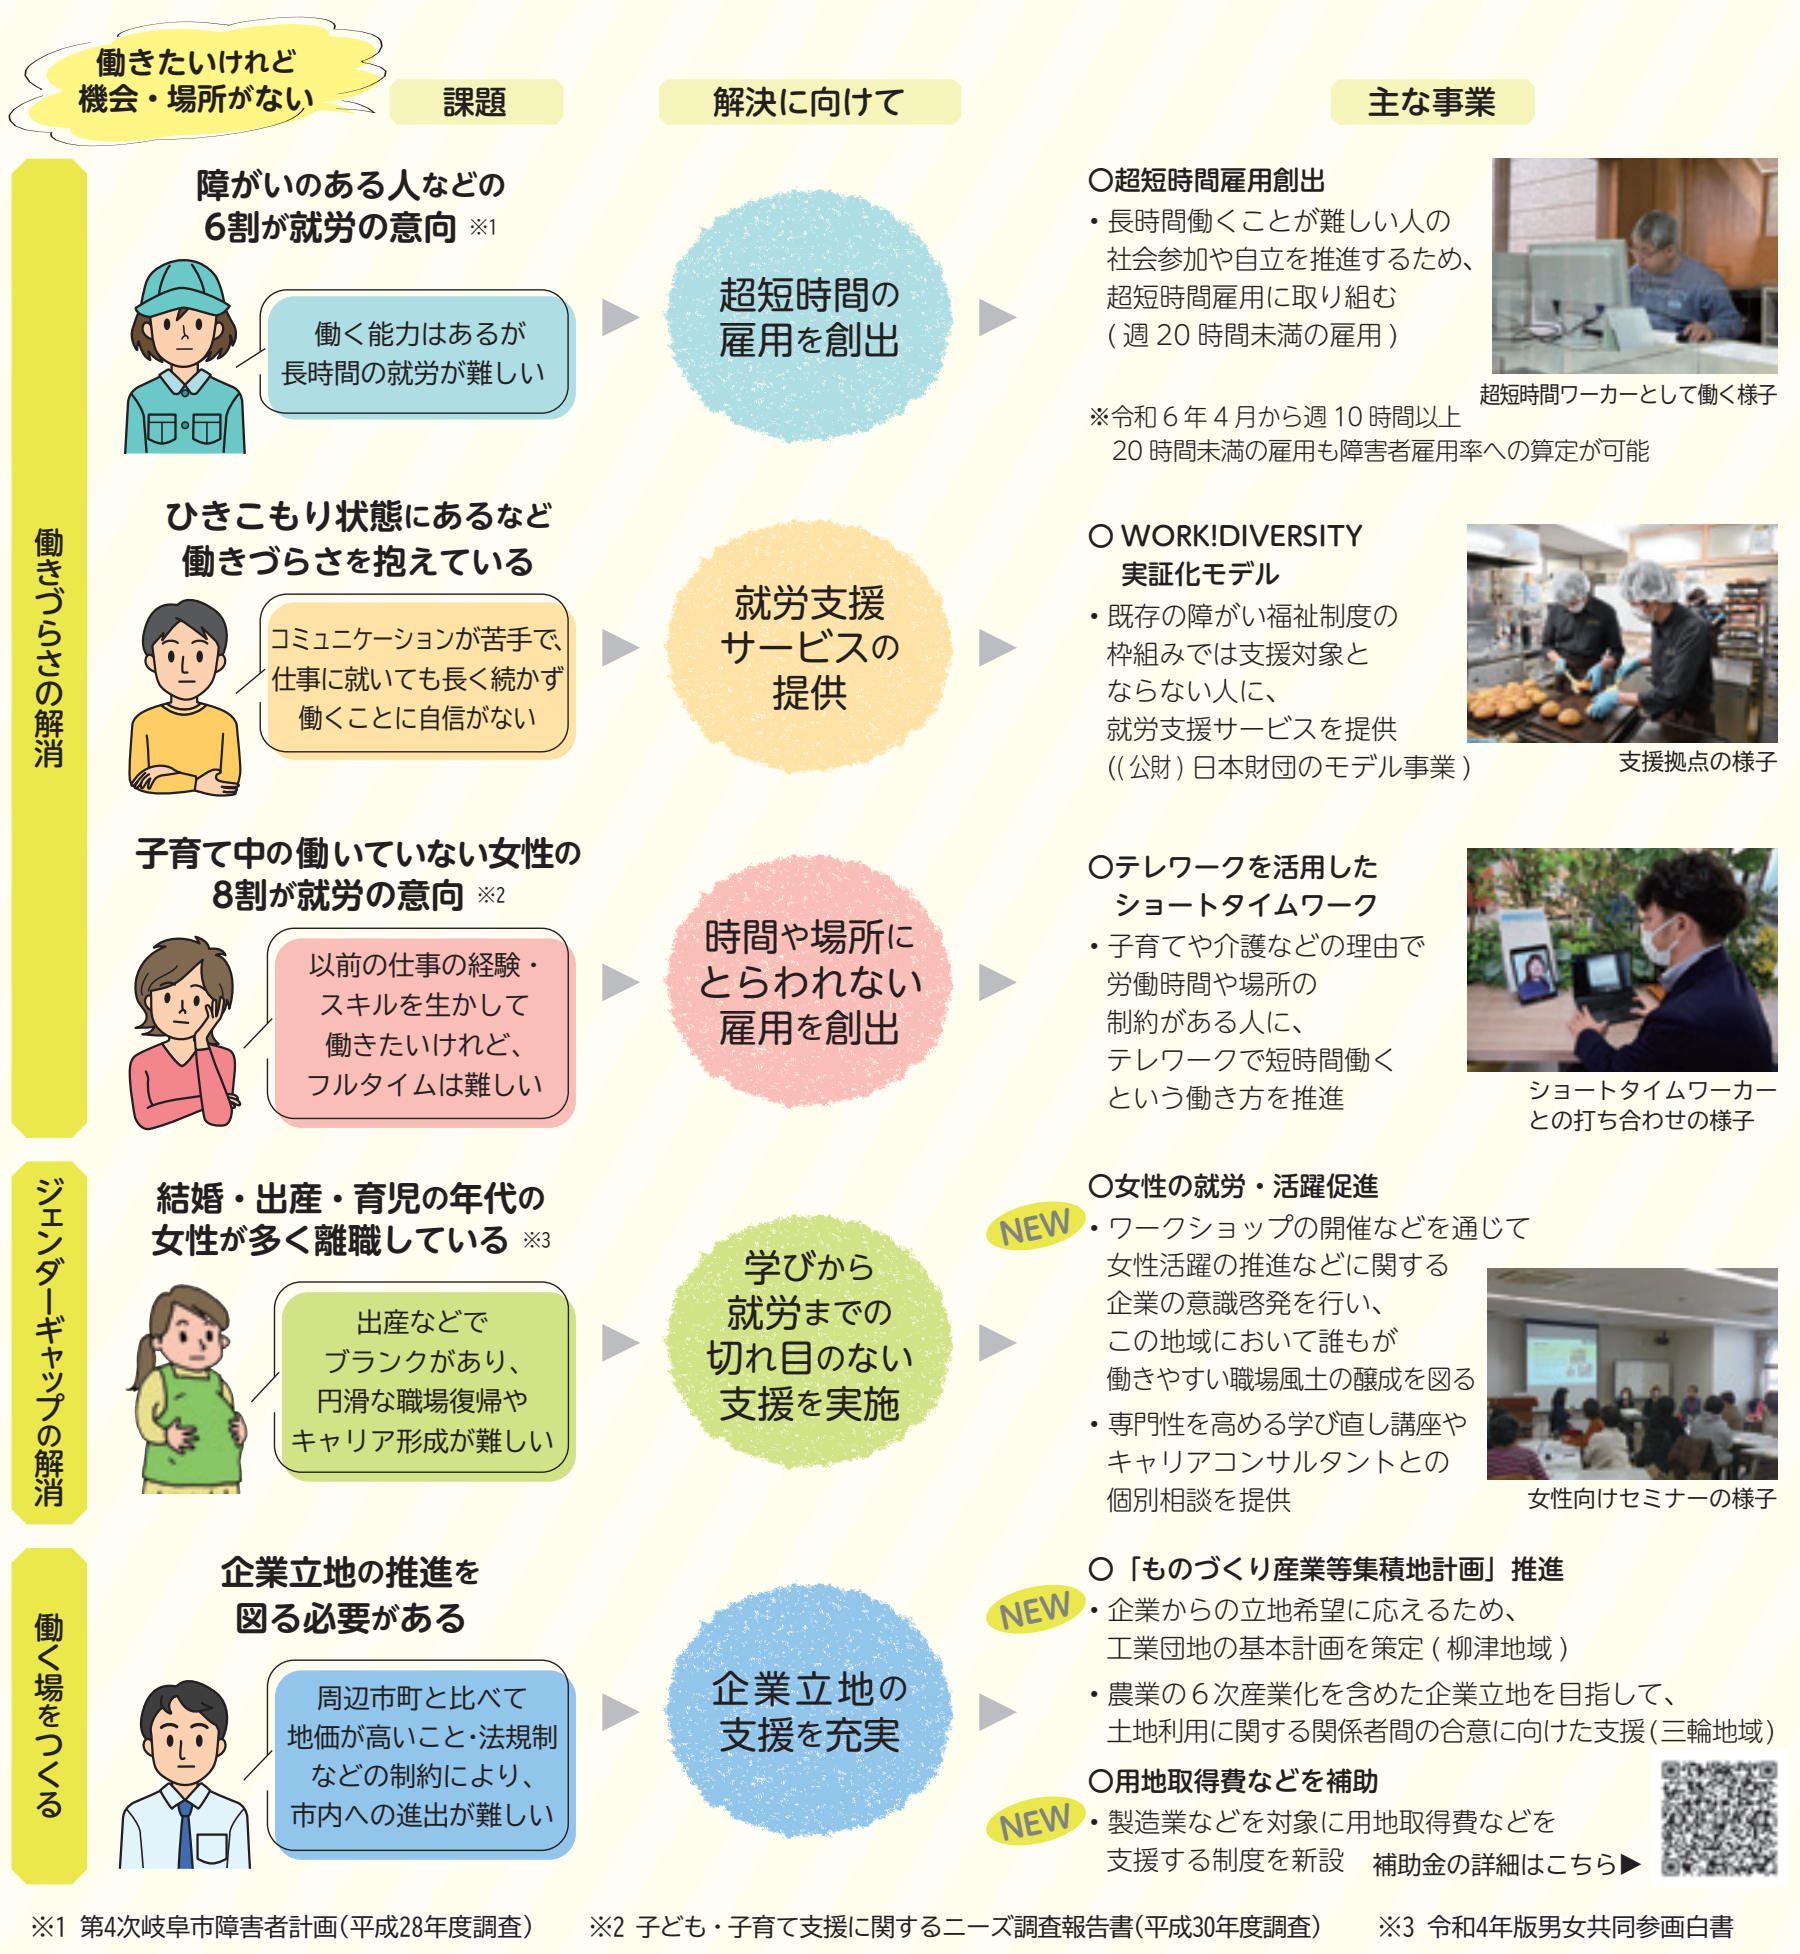 働きたいけれど
機会・場所がない
課題
解決に向けて
主な事業
働きづらさの解消
障がいのある人などの
6割が就労の意向 ※1
働く能力はあるが
長時間の就労が難しい
超短時間の
雇用を創出
〇超短時間雇用創出
・長時間働くことが難しい人の
社会参加や自立を推進するため、
超短時間雇用に取り組む
(週 20 時間未満の雇用)
超短時間ワーカーとして働く様子
※令和 6 年 4 月から週 10 時間以上
20 時間未満の雇用も障害者雇用率への算定が可能
ひきこもり状態にあるなど
働きづらさを抱えている
コミュニケーションが苦手で、
仕事に就いても長く続かず
働くことに自信がない
就労支援
サービスの
提供
〇 WORK!DIVERSITY
実証化モデル
・既存の障がい福祉制度の
枠組みでは支援対象と
ならない人に、
就労支援サービスを提供
((公財)日本財団のモデル事業)
支援拠点の様子
子育て中の働いていない女性の
8割が就労の意向 ※2
以前の仕事の経験・
スキルを生かして
働きたいけれど、
フルタイムは難しい
時間や場所に
とらわれない
雇用を創出
〇テレワークを活用した
ショートタイムワーク
・子育てや介護などの理由で
労働時間や場所の
制約がある人に、
テレワークで短時間働く
という働き方を推進
ショートタイムワーカー
との打ち合わせの様子
ジェンダーギャップの解消
結婚・出産・育児の年代の
女性が多く離職している ※3
出産などで
ブランクがあり、
円滑な職場復帰や
キャリア形成が難しい
学びから
就労までの
切れ目のない
支援を実施
〇女性の就労・活躍促進
NEW
・ワークショップの開催などを通じて
女性活躍の推進などに関する
企業の意識啓発を行い、
この地域において誰もが
働きやすい職場風土の醸成を図る
・専門性を高める学び直し講座や
キャリアコンサルタントとの
個別相談を提供
女性向けセミナーの様子
働く場をつくる
企業立地の推進を
図る必要がある
周辺市町と比べて
地価が高いこと・法規制
などの制約により、
市内への進出が難しい
企業立地の
支援を充実
〇「ものづくり産業等集積地計画」推進
NEW
・企業からの立地希望に応えるため、
工業団地の基本計画を策定(柳津地域)
・農業の6次産業化を含めた企業立地を目指して、
土地利用に関する関係者間の合意に向けた支援(三輪地域)
〇用地取得費などを補助
NEW
・製造業などを対象に用地取得費などを
支援する制度を新設
補助金の詳細はこちら▶
※1 第4次岐阜市障害者計画(平成28年度調査)
※2 子ども・子育て支援に関するニーズ調査報告書(平成30年度調査)
※3 令和4年版男女共同参画白書